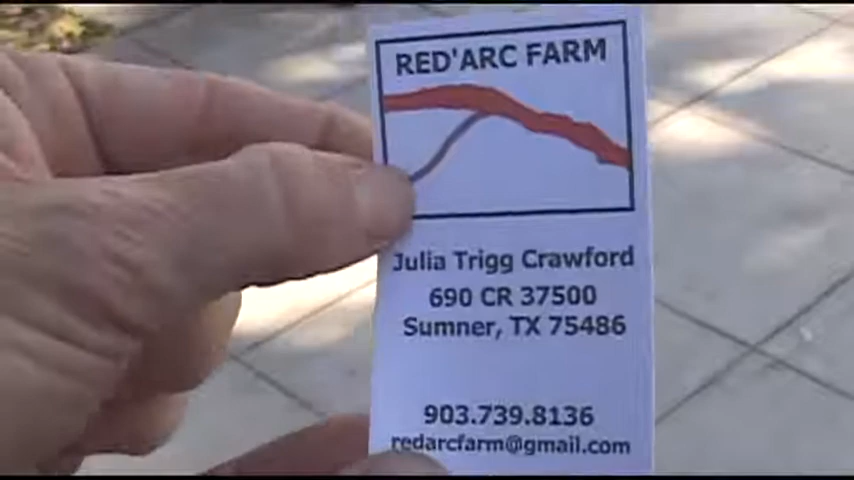 RED'ARC FARM
Julia Trigg Crawford
690 CR 37500
Sumner, TX 75486
903.739.8136
redarcfarm@gmail.com